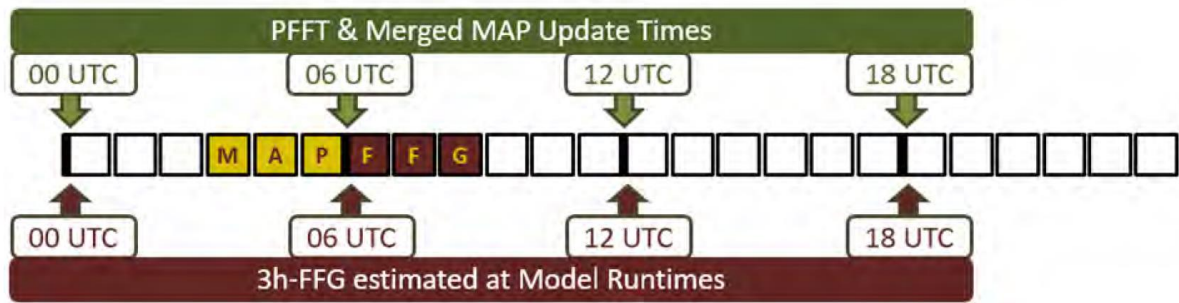 PFFT & Merged MAP Update Times
00 UTC 06 UTC 12 UTC 18 UTC
M A P F F G
00 UTC 06 UTC 12 UTC 18 UTC
3h-FFG estimated at Model Runtimes